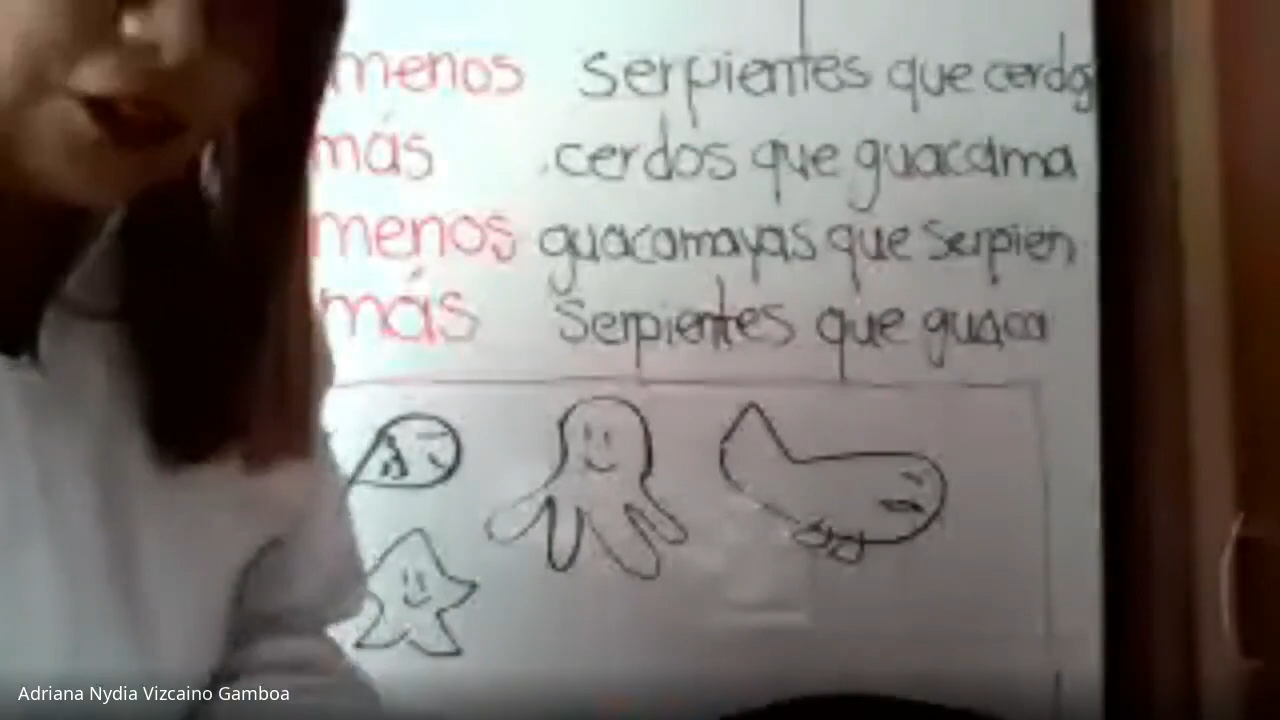 menos serpientes que cerdos
más cerdos que guacama
menos guacamayas que serpien
más serpientes que guaca
Adriana Nydia Vizcaino Gamboa